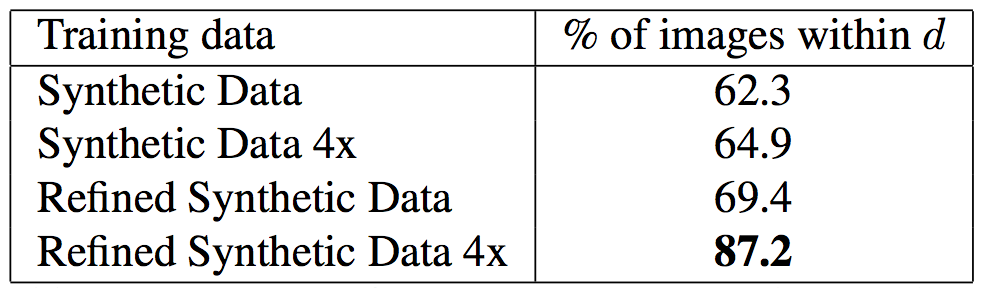 Training data % of images within d
Synthetic Data 62.3
Synthetic Data 4x 64.9
Refined Synthetic Data 69.4
Refined Synthetic Data 4x 87.2